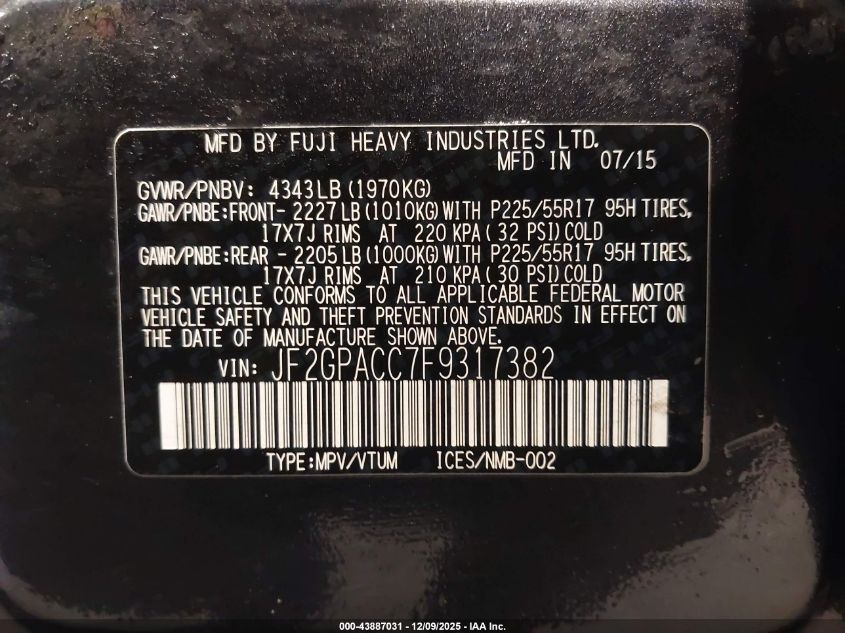 MFD BY FUJI HEAVY INDUSTRIES LTD.
MFD IN 07/15
GVWR/PNBV: 4343LB (1970KG)
GAWR/PNBE:FRONT- 2227LB (1010KG) WITH P225/55R17 95H TIRES,
17X7J RIMS AT 220 KPA( 32 PSI) COLD
GAWR/PNBE:REAR - 2205LB (1000KG) WITH P225/55R17 95H TIRES,
17X7J RIMS AT 210 KPA( 30 PSI) COLD
THIS VEHICLE CONFORMS TO ALL APPLICABLE FEDERAL MOTOR
VEHICLE SAFETY AND THEFT PREVENTION STANDARDS IN EFFECT ON
THE DATE OF MANUFACTURE SHOWN ABOVE.
VIN: JF2GPACC7F9317382
TYPE:MPV/VTUM ICES/NMB-002
000-43887031 - 12/09/2025 - IAA Inc.